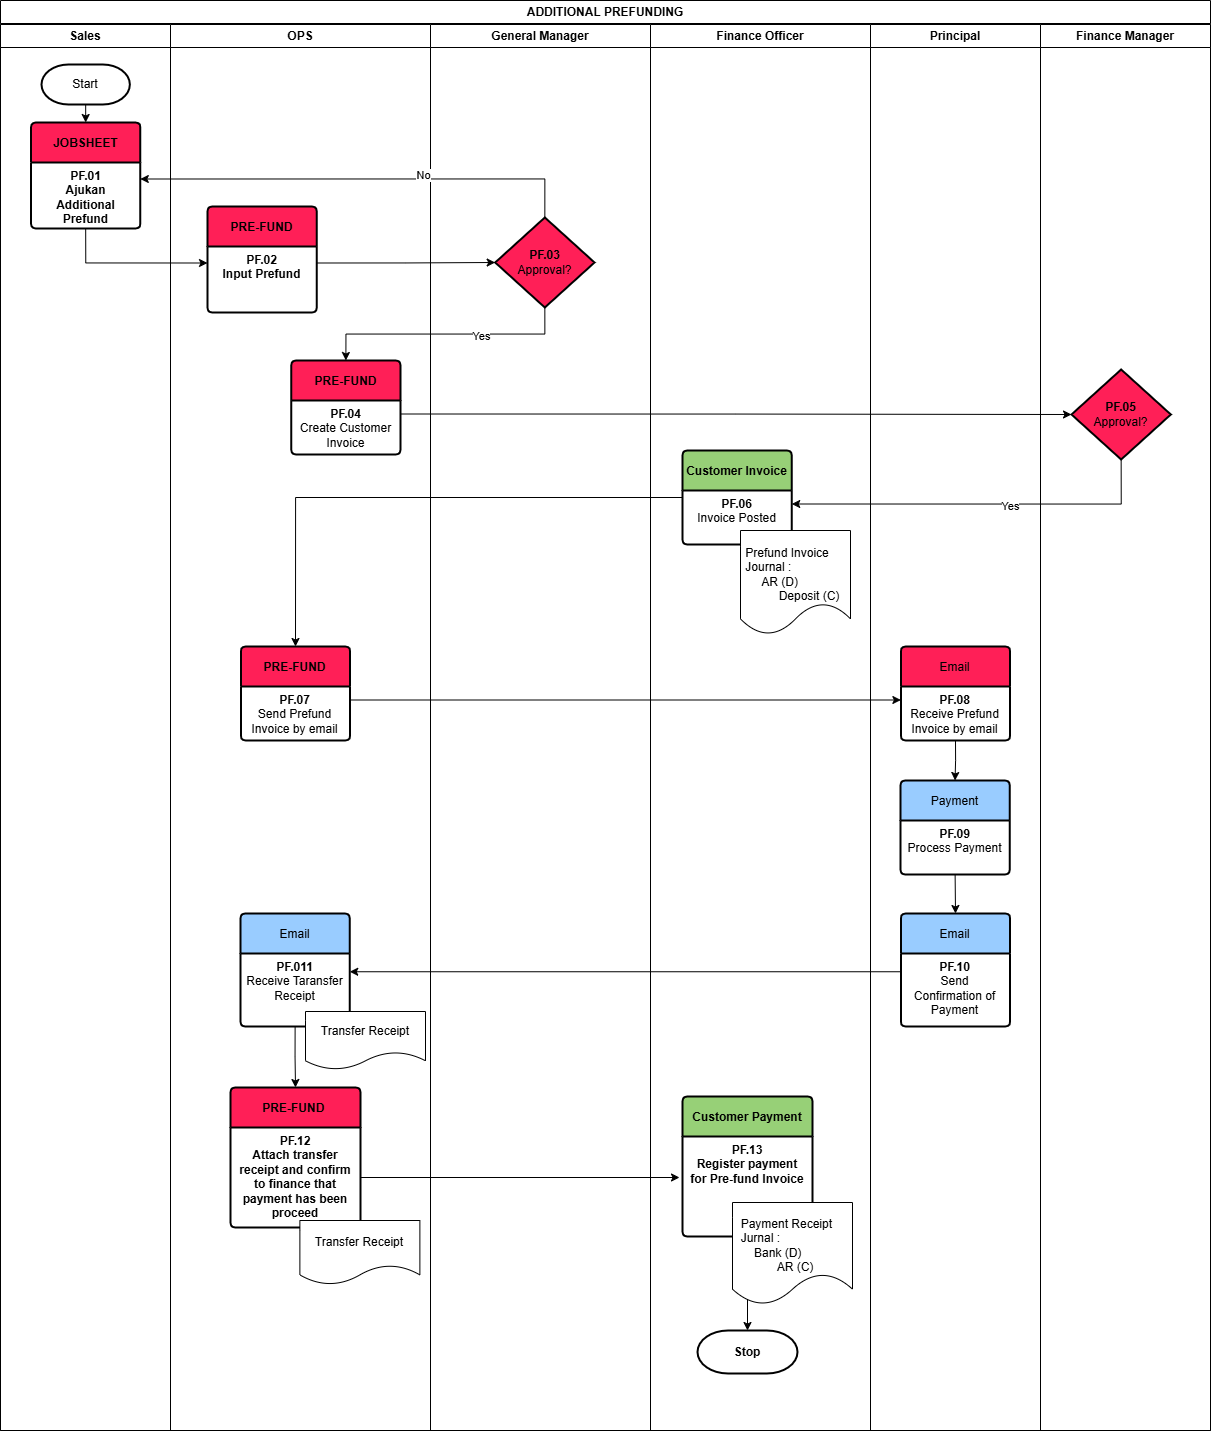 ADDITIONAL PREFUNDING
Sales
OPS
General Manager
Finance Officer
Principal
Finance Manager
Start
JOBSHEET
PF.01
Ajukan
Additional
Prefund
No
PRE-FUND
PF.02
Input Prefund
PF.03
Approval?
Yes
PRE-FUND
PF.04
Create Customer
Invoice
PF.05
Approval?
Yes
Customer Invoice
PF.06
Invoice Posted
Prefund Invoice
Journal :
AR (D)
Deposit (C)
PRE-FUND
PF.07
Send Prefund
Invoice by email
Email
PF.08
Receive Prefund
Invoice by email
Payment
PF.09
Process Payment
Email
PF.10
Send
Confirmation of
Payment
Email
PF.011
Receive Taransfer
Receipt
Transfer Receipt
PRE-FUND
PF.12
Attach transfer
receipt and confirm
to finance that
payment has been
proceed
Transfer Receipt
Customer Payment
PF.13
Register payment
for Pre-fund Invoice
Payment Receipt
Jurnal :
Bank (D)
AR (C)
Stop